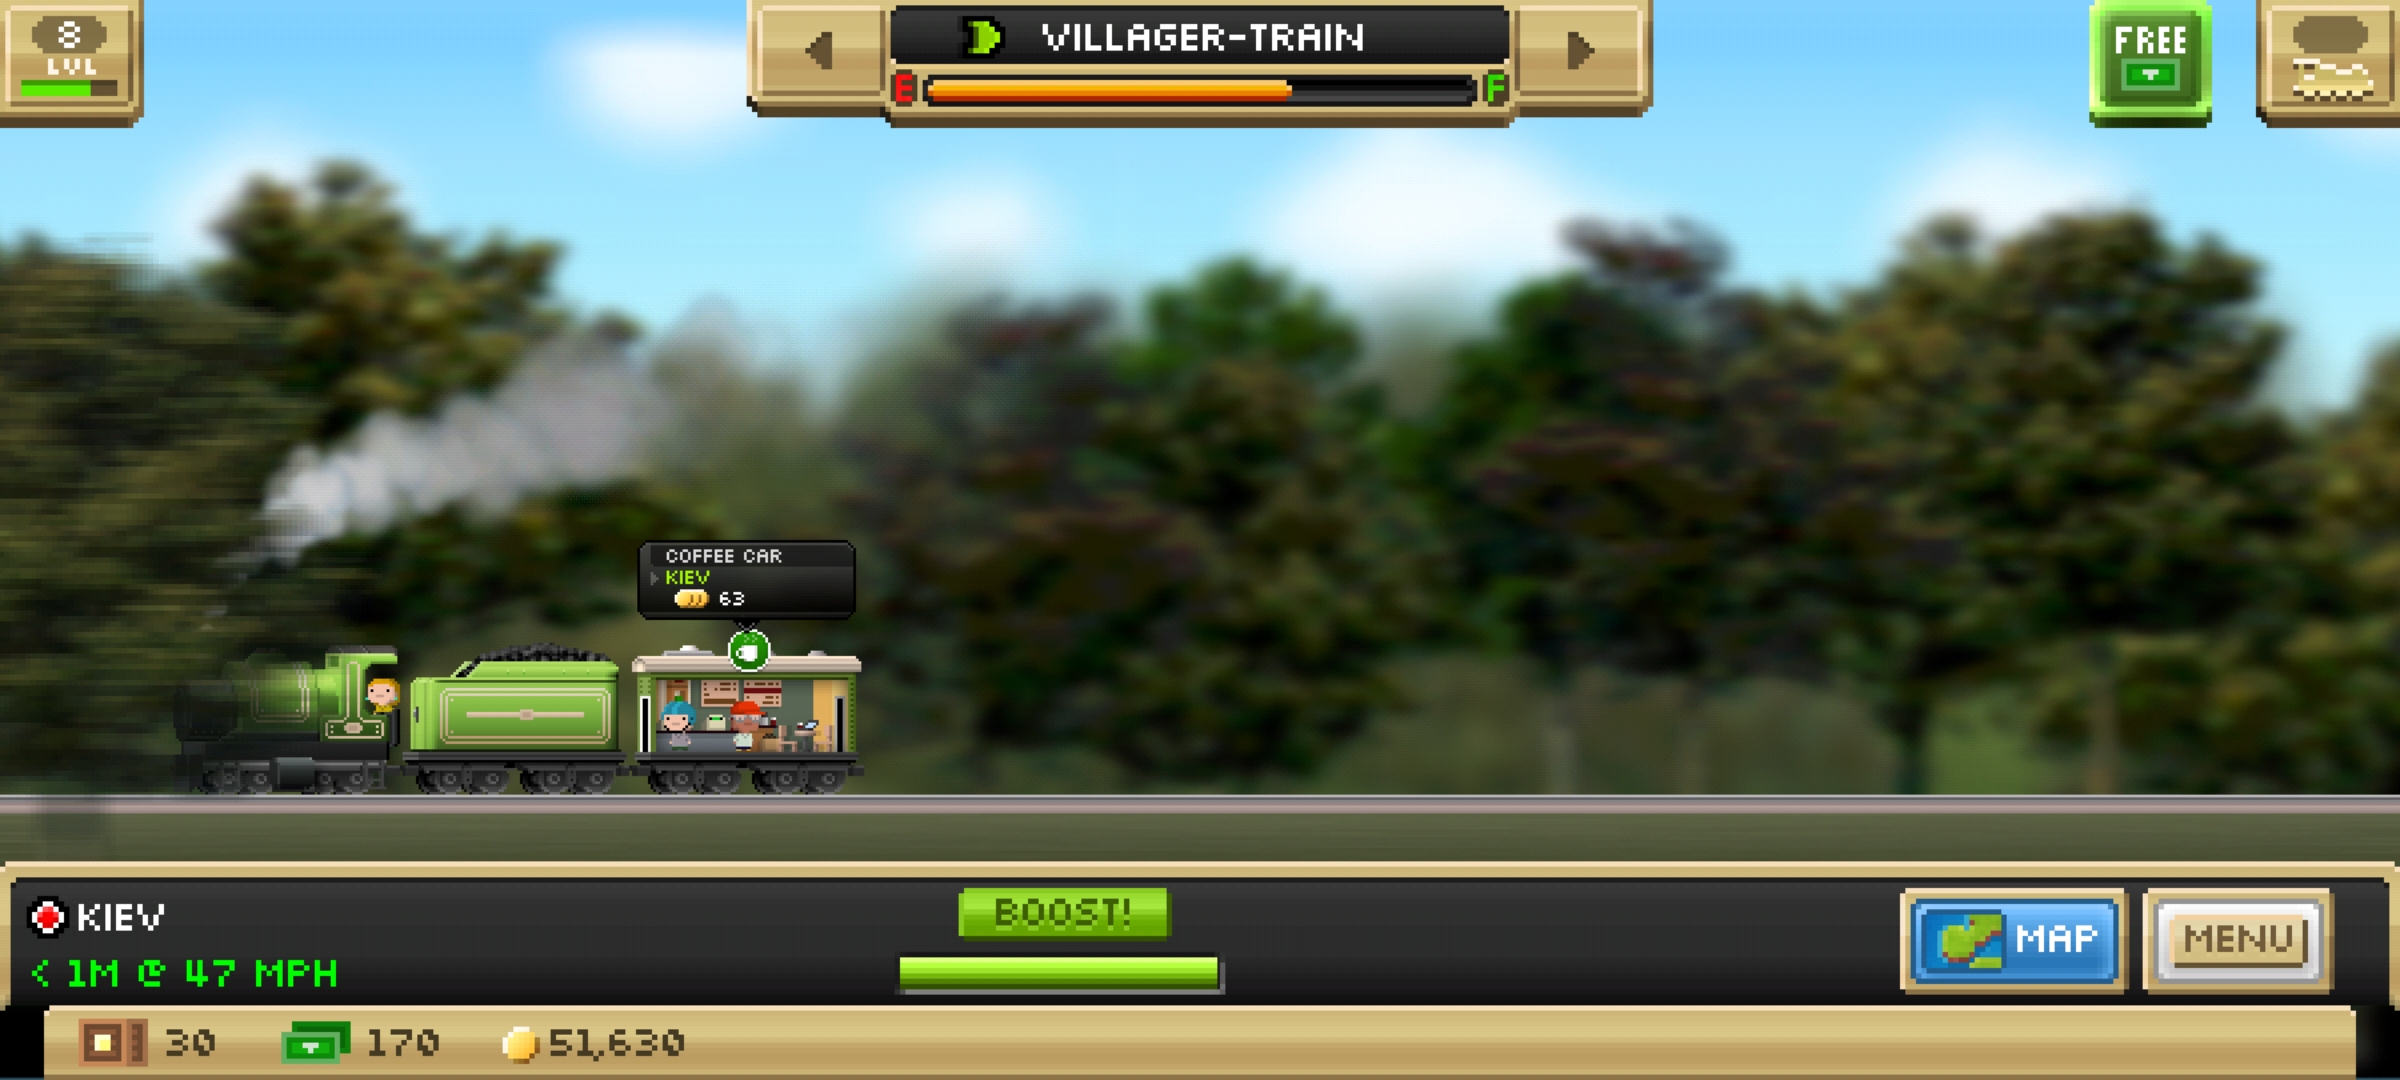 8
LVL
VILLAGER-TRAIN
E F
FREE
COFFEE CAR
KIEV
63
KIEV
< 1M @ 47 MPH
BOOST!
MAP
MENU
30
170
51,630